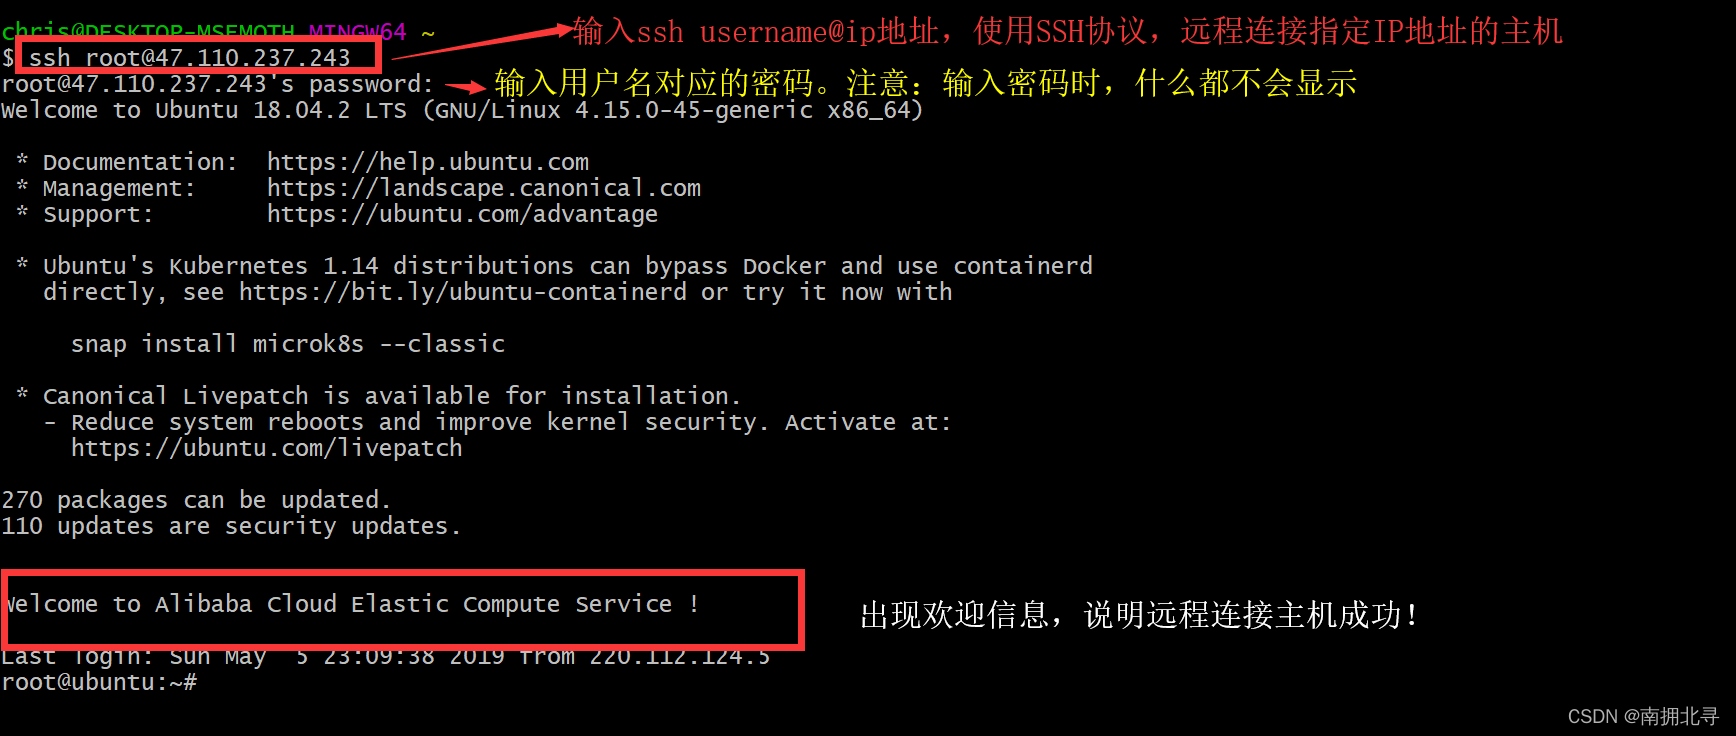 chris@DESKTOP-MSEMOTH MINGW64 ~
输入ssh username@ip地址，使用SSH协议，远程连接指定IP地址的主机
$ ssh root@47.110.237.243
root@47.110.237.243's password:
输入用户名对应的密码。注意：输入密码时，什么都不会显示
Welcome to Ubuntu 18.04.2 LTS (GNU/Linux 4.15.0-45-generic x86_64)
* Documentation:  https://help.ubuntu.com
* Management:     https://landscape.canonical.com
* Support:        https://ubuntu.com/advantage
* Ubuntu's Kubernetes 1.14 distributions can bypass Docker and use containerd
directly, see https://bit.ly/ubuntu-containerd or try it now with
snap install microk8s --classic
* Canonical Livepatch is available for installation.
- Reduce system reboots and improve kernel security. Activate at:
https://ubuntu.com/livepatch
270 packages can be updated.
110 updates are security updates.
Welcome to Alibaba Cloud Elastic Compute Service !
出现欢迎信息，说明远程连接主机成功！
Last login: Sun May  5 23:09:38 2019 from 220.112.124.5
root@ubuntu:~#
CSDN @南拥北寻